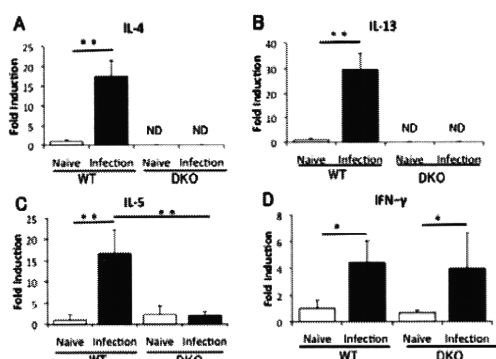 A IL-4
Fold Induction
25
20
15
10
5
0
* *
ND ND
Naive Infection Naive Infection
WT DKO
B IL-13
Fold Induction
40
30
20
10
0
* *
ND ND
Naive Infection Naive Infection
WT DKO
C IL-5
Fold Induction
25
20
15
10
5
0
* * * *
Naive Infection Naive Infection
WT DKO
D IFN-γ
Fold Induction
8
6
4
2
0
* *
Naive Infection Naive Infection
WT DKO